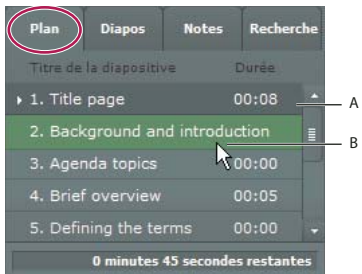 Plan Diapos Notes Recherche
Titre de la diapositive Durée
1. Title page 00:08
A
2. Background and introduction
B
3. Agenda topics 00:00
4. Brief overview 00:05
5. Defining the terms 00:00
0 minutes 45 secondes restantes